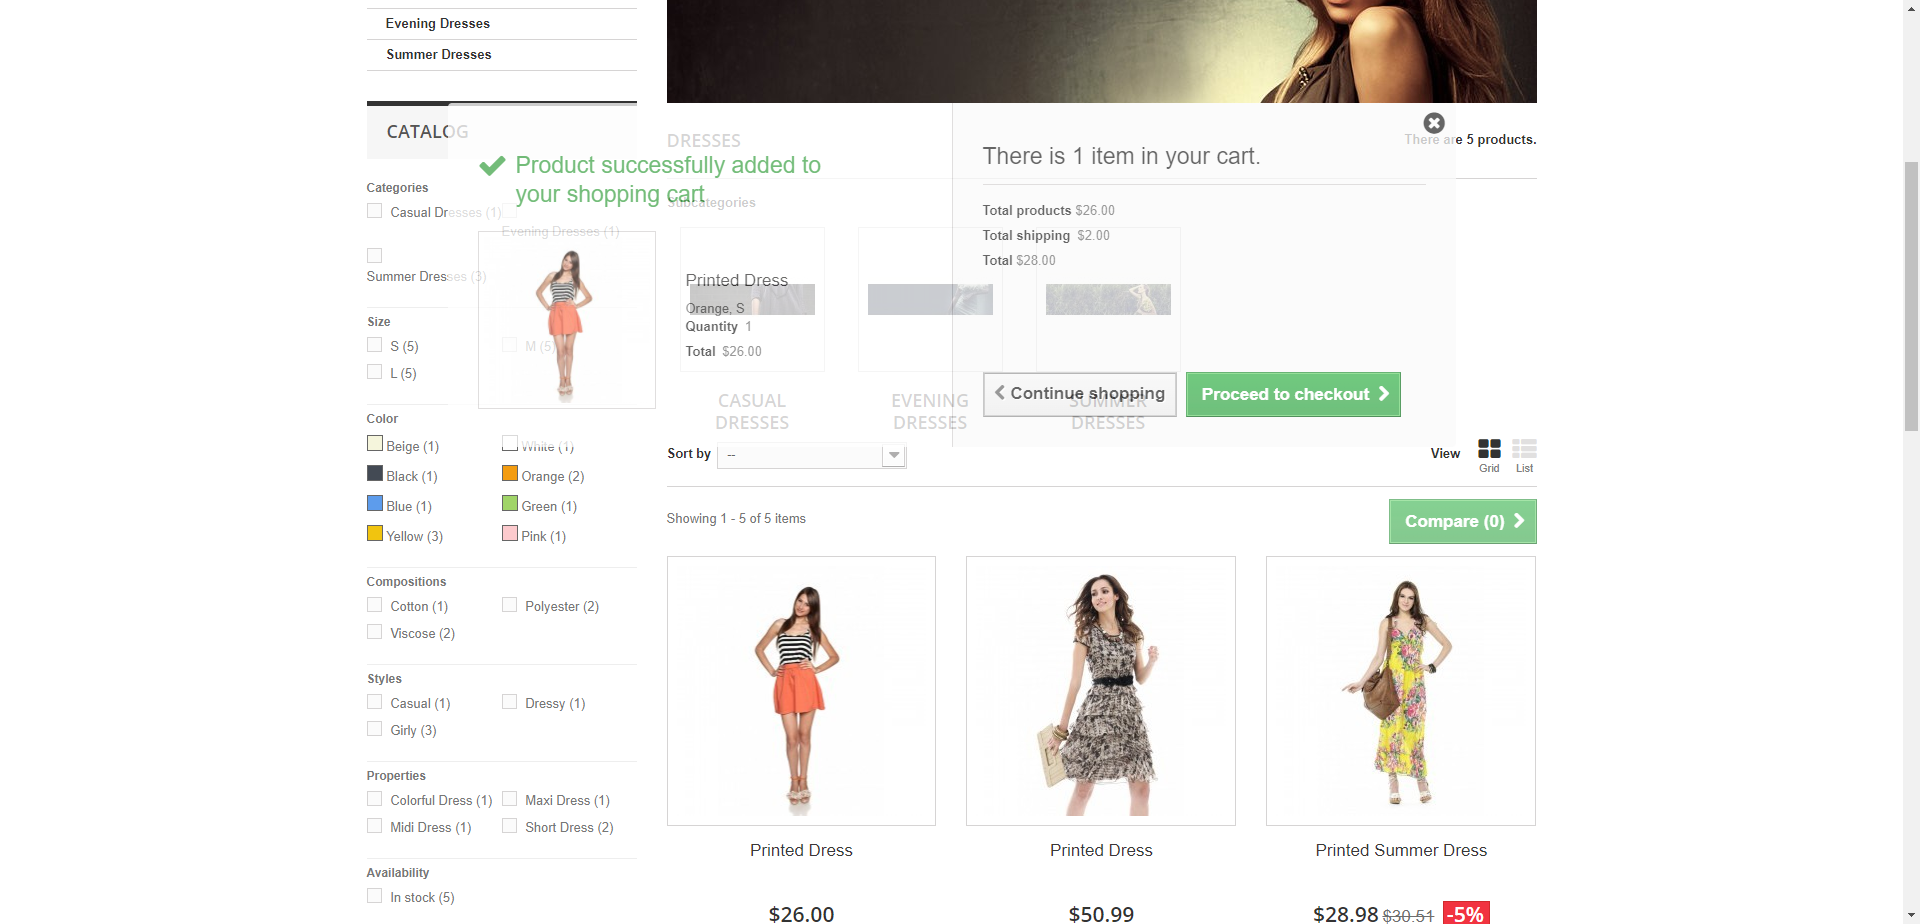 Evening Dresses
Summer Dresses
CATALOG
Categories
Casual Dresses (1)
Evening Dresses (1)
Summer Dresses (3)
Size
S (5)
M (5)
L (5)
Color
Beige (1)
White (1)
Black (1)
Orange (2)
Blue (1)
Green (1)
Yellow (3)
Pink (1)
Compositions
Cotton (1)
Polyester (2)
Viscose (2)
Styles
Casual (1)
Dressy (1)
Girly (3)
Properties
Colorful Dress (1)
Maxi Dress (1)
Midi Dress (1)
Short Dress (2)
Availability
In stock (5)
DRESSES
There are 5 products.
Product successfully added to
your shopping cart
Subcategories
Printed Dress
Orange, S
Quantity 1
Total $26.00
There is 1 item in your cart.
Total products $26.00
Total shipping $2.00
Total $28.00
Continue shopping
Proceed to checkout
CASUAL
DRESSES
EVENING
DRESSES
SUMMER
DRESSES
Sort by --
View
Grid
List
Showing 1 - 5 of 5 items
Compare (0)
Printed Dress
$26.00
Printed Dress
$50.99
Printed Summer Dress
$28.98 $30.51 -5%